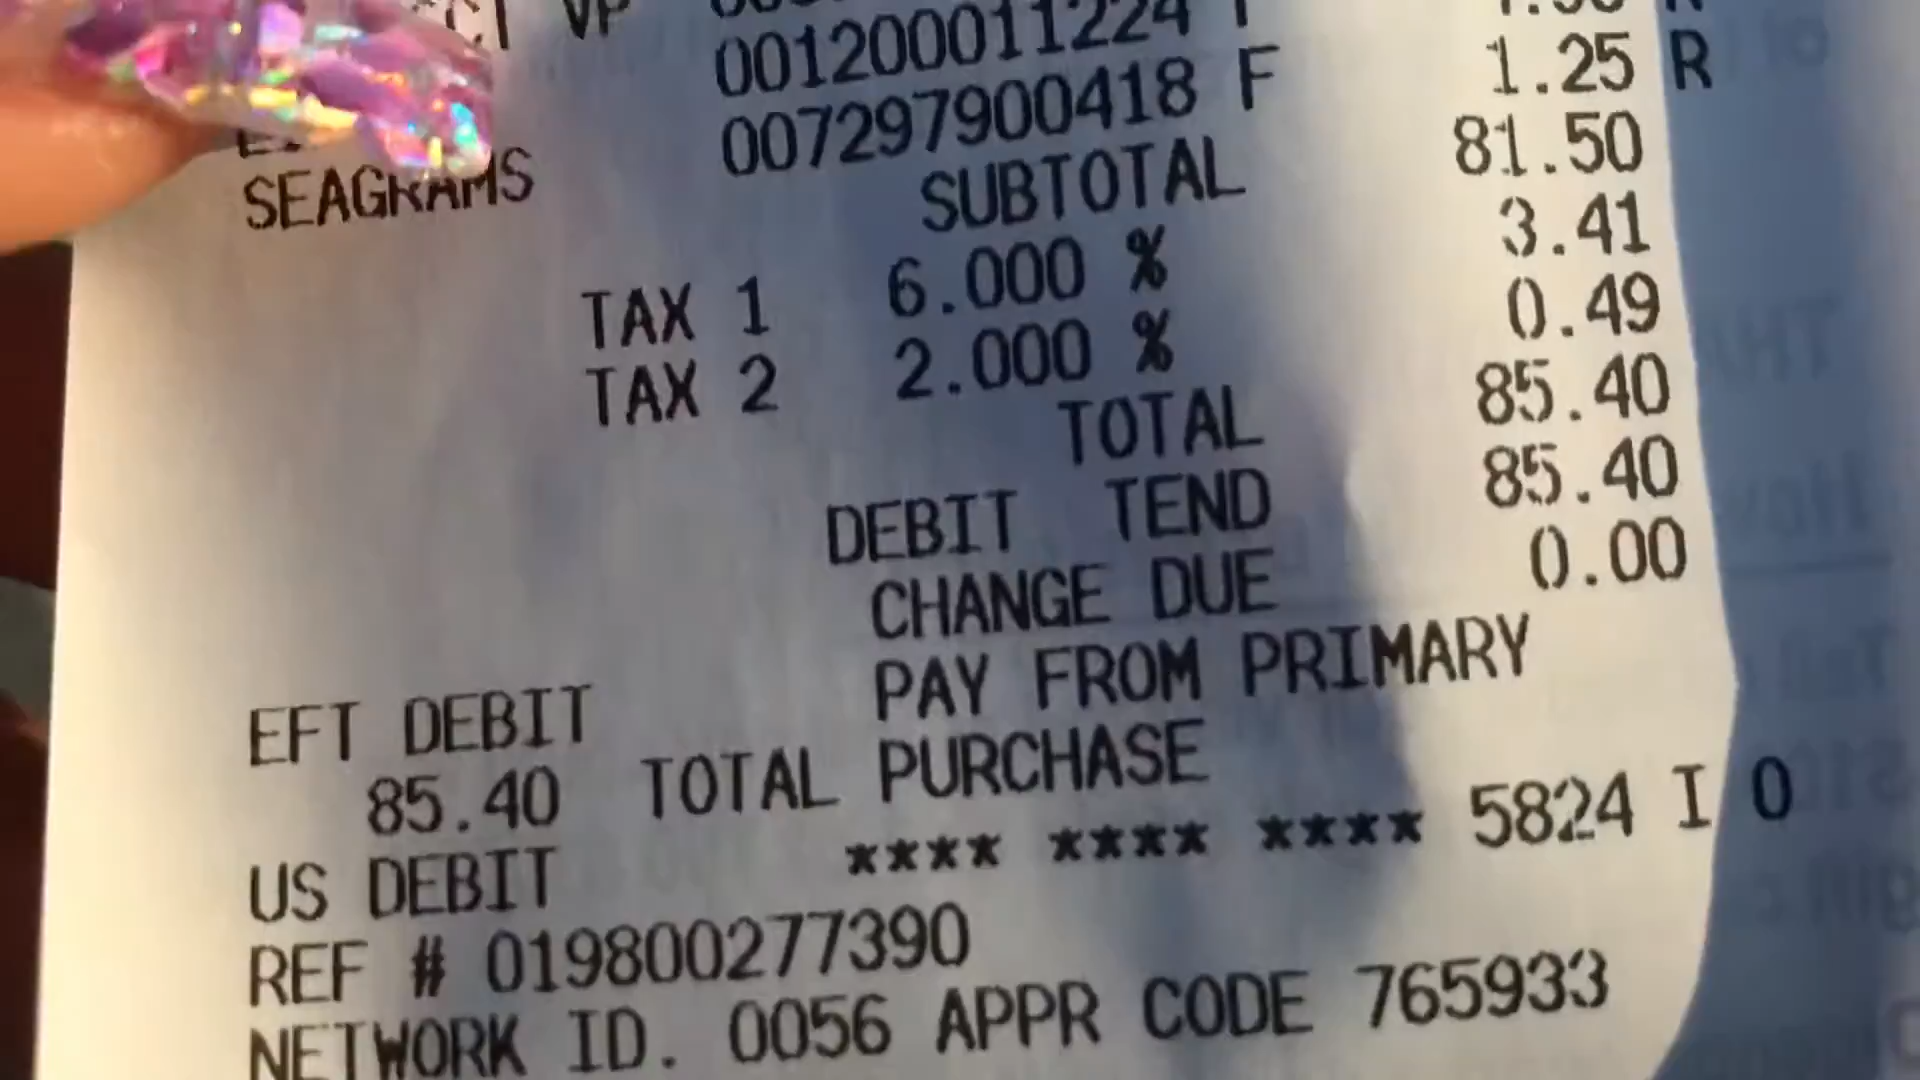 CT VP
001200011224 F
SEAGRAMS 007297900418 F 1.25 R
SUBTOTAL 81.50
TAX 1 6.000 % 3.41
TAX 2 2.000 % 0.49
TOTAL 85.40
DEBIT TEND 85.40
CHANGE DUE 0.00
EFT DEBIT PAY FROM PRIMARY
85.40 TOTAL PURCHASE
US DEBIT **** **** **** 5824 I 0
REF # 019800277390
NETWORK ID. 0056 APPR CODE 765933